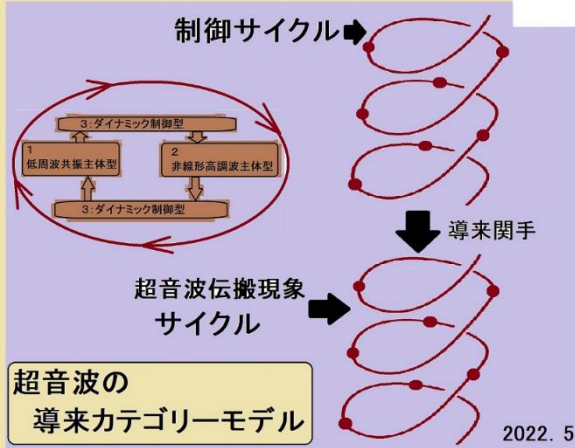 制御サイクル
3:ダイナミック制御型
1
低周波共振主体型
2
非線形高調波主体型
3:ダイナミック制御型
導来関手
超音波伝搬現象
サイクル
超音波の
導来カテゴリーモデル
2022. 5